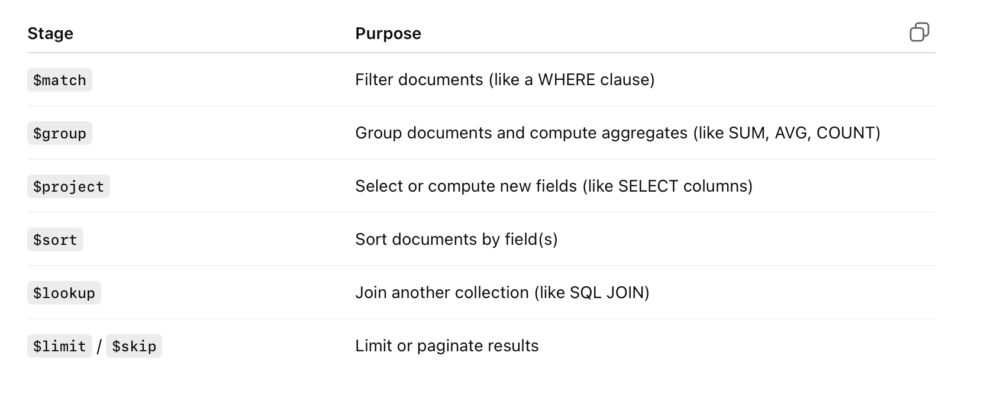 Stage Purpose
$match Filter documents (like a WHERE clause)
$group Group documents and compute aggregates (like SUM, AVG, COUNT)
$project Select or compute new fields (like SELECT columns)
$sort Sort documents by field(s)
$lookup Join another collection (like SQL JOIN)
$limit / $skip Limit or paginate results